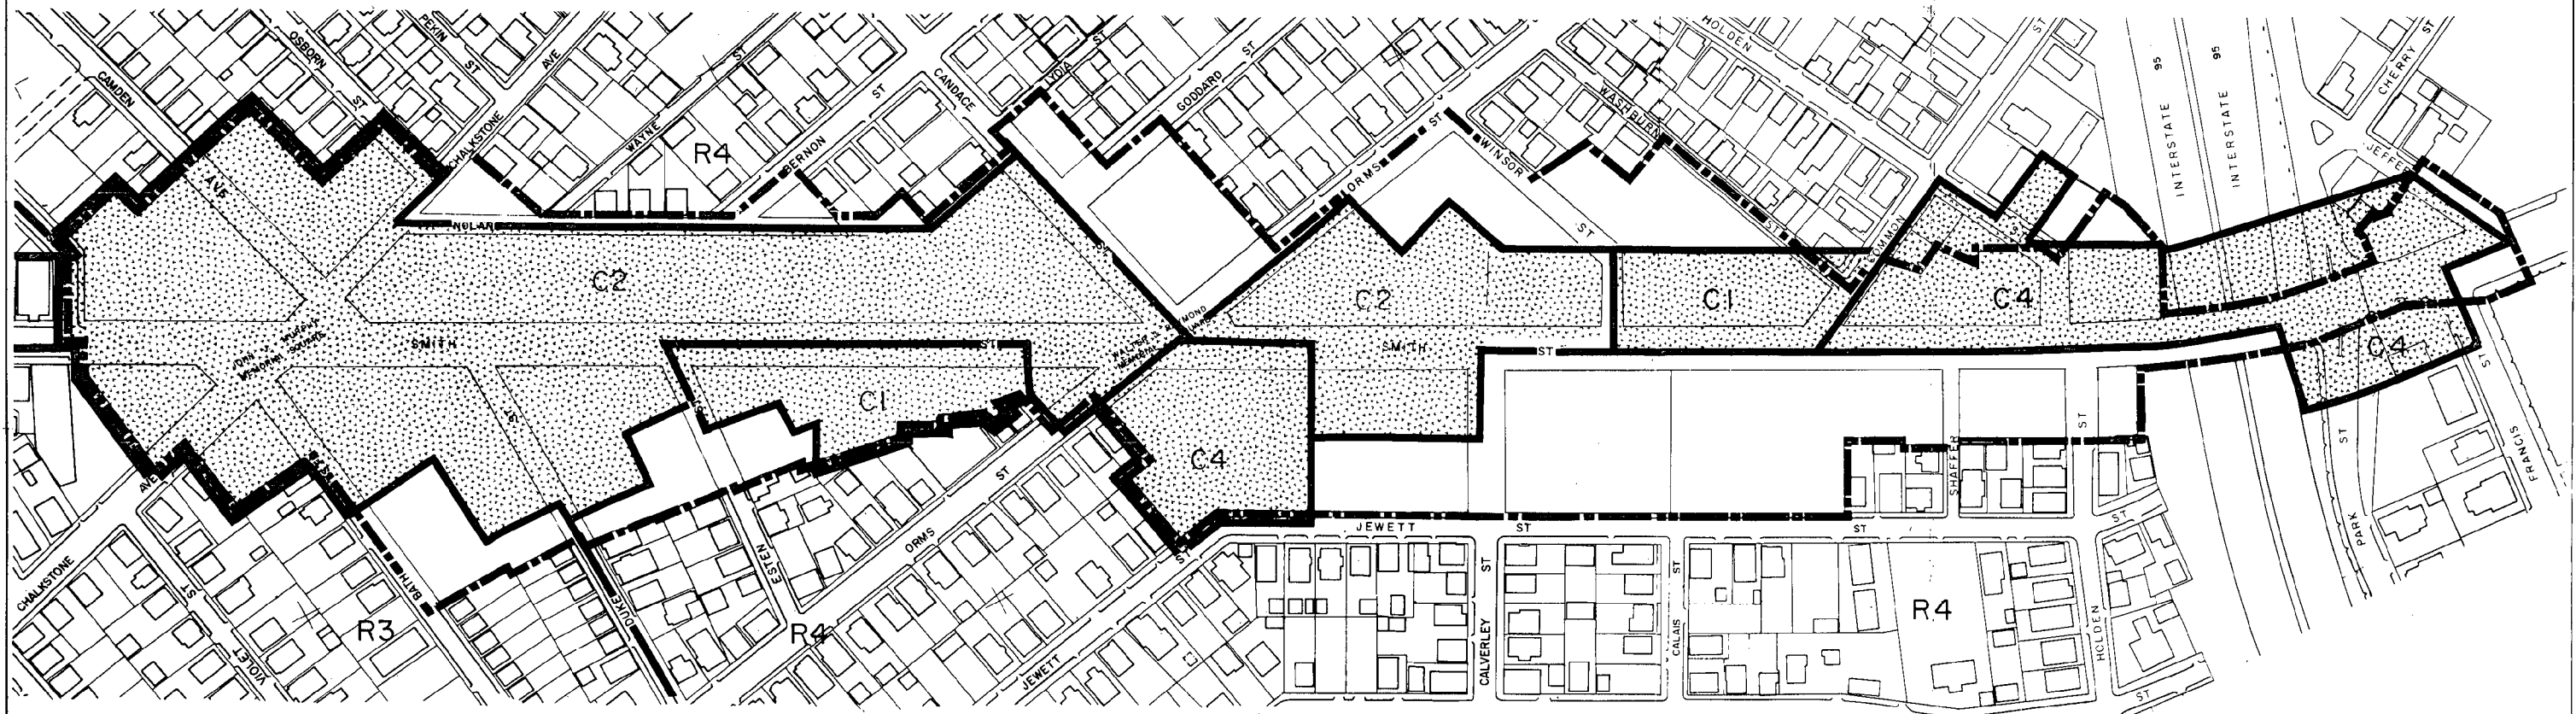 PEKIN
ST
OSBORN
ST
CAMDEN
AVE
CHALKSTONE
AVE
WAYNE
ST
R4
BERNON
ST
CANDACE
LYDIA
ST
GODDARD
ST
ORMS
ST
WINSOR
ST
WASHBURN
ST
HOLDEN
ST
INTERSTATE 95
INTERSTATE 95
CHERRY ST
JEFFER
NOLAN
C2
C2
C1
C4
JOHN
MEMORIAL SQUARE
SMITH
ST
SMITH
ST
C1
C4
C4
ST
ST
AVE
CHALKSTONE
VIOLET
ST
R3
BATH
DUKE
ESTEN
R4
ORMS
ST
JEWETT
ST
JEWETT
ST
ST
CALVERLEY
ST
CALAIS
ST
R4
SHAFFER
ST
HOLDEN
ST
ST
PARK
ST
FRANCIS
ST